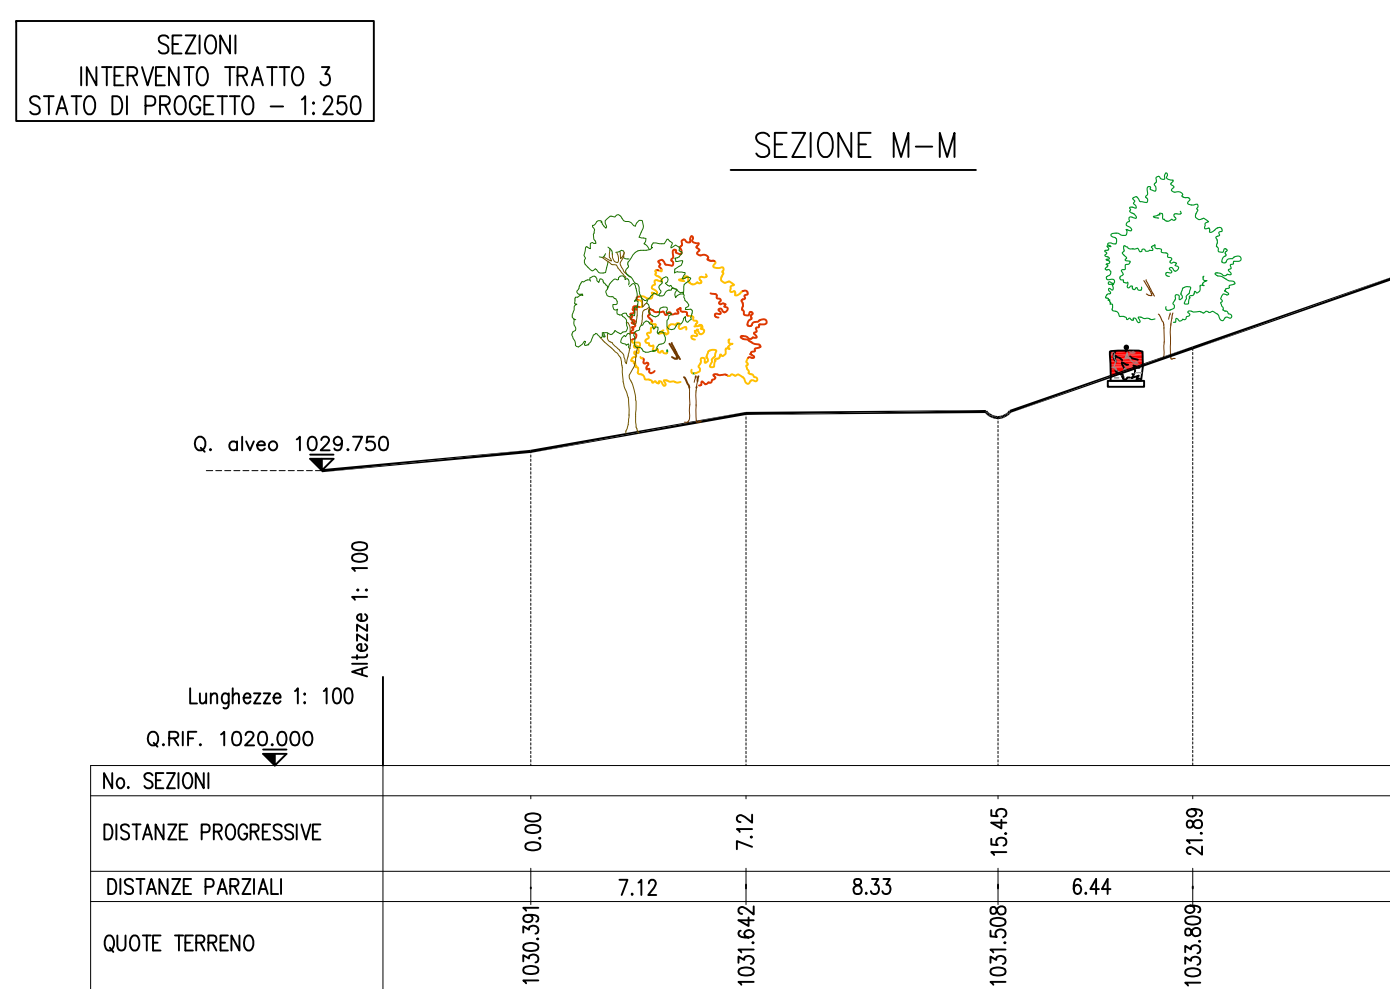 SEZIONI
INTERVENTO TRATTO 3
STATO DI PROGETTO – 1:250
SEZIONE M–M
Q. alveo 1029.750
Altezze 1: 100
Lunghezze 1: 100
Q.RIF. 1020.000
No. SEZIONI
DISTANZE PROGRESSIVE 0.00 7.12 15.45 21.89
DISTANZE PARZIALI 7.12 8.33 6.44
QUOTE TERRENO 1030.391 1031.642 1031.508 1033.809